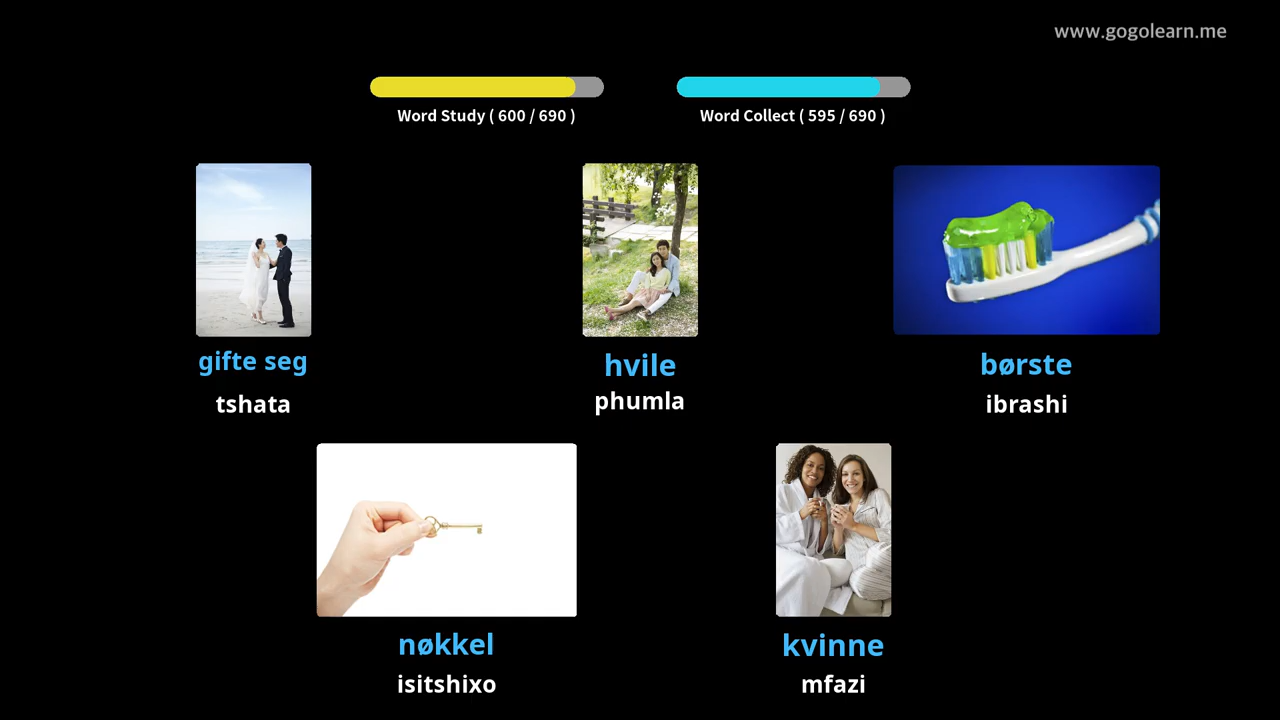 www.gogolearn.me
Word Study ( 600 / 690 )
Word Collect ( 595 / 690 )
gifte seg
tshata
hvile
phumla
børste
ibrashi
nøkkel
isitshixo
kvinne
mfazi